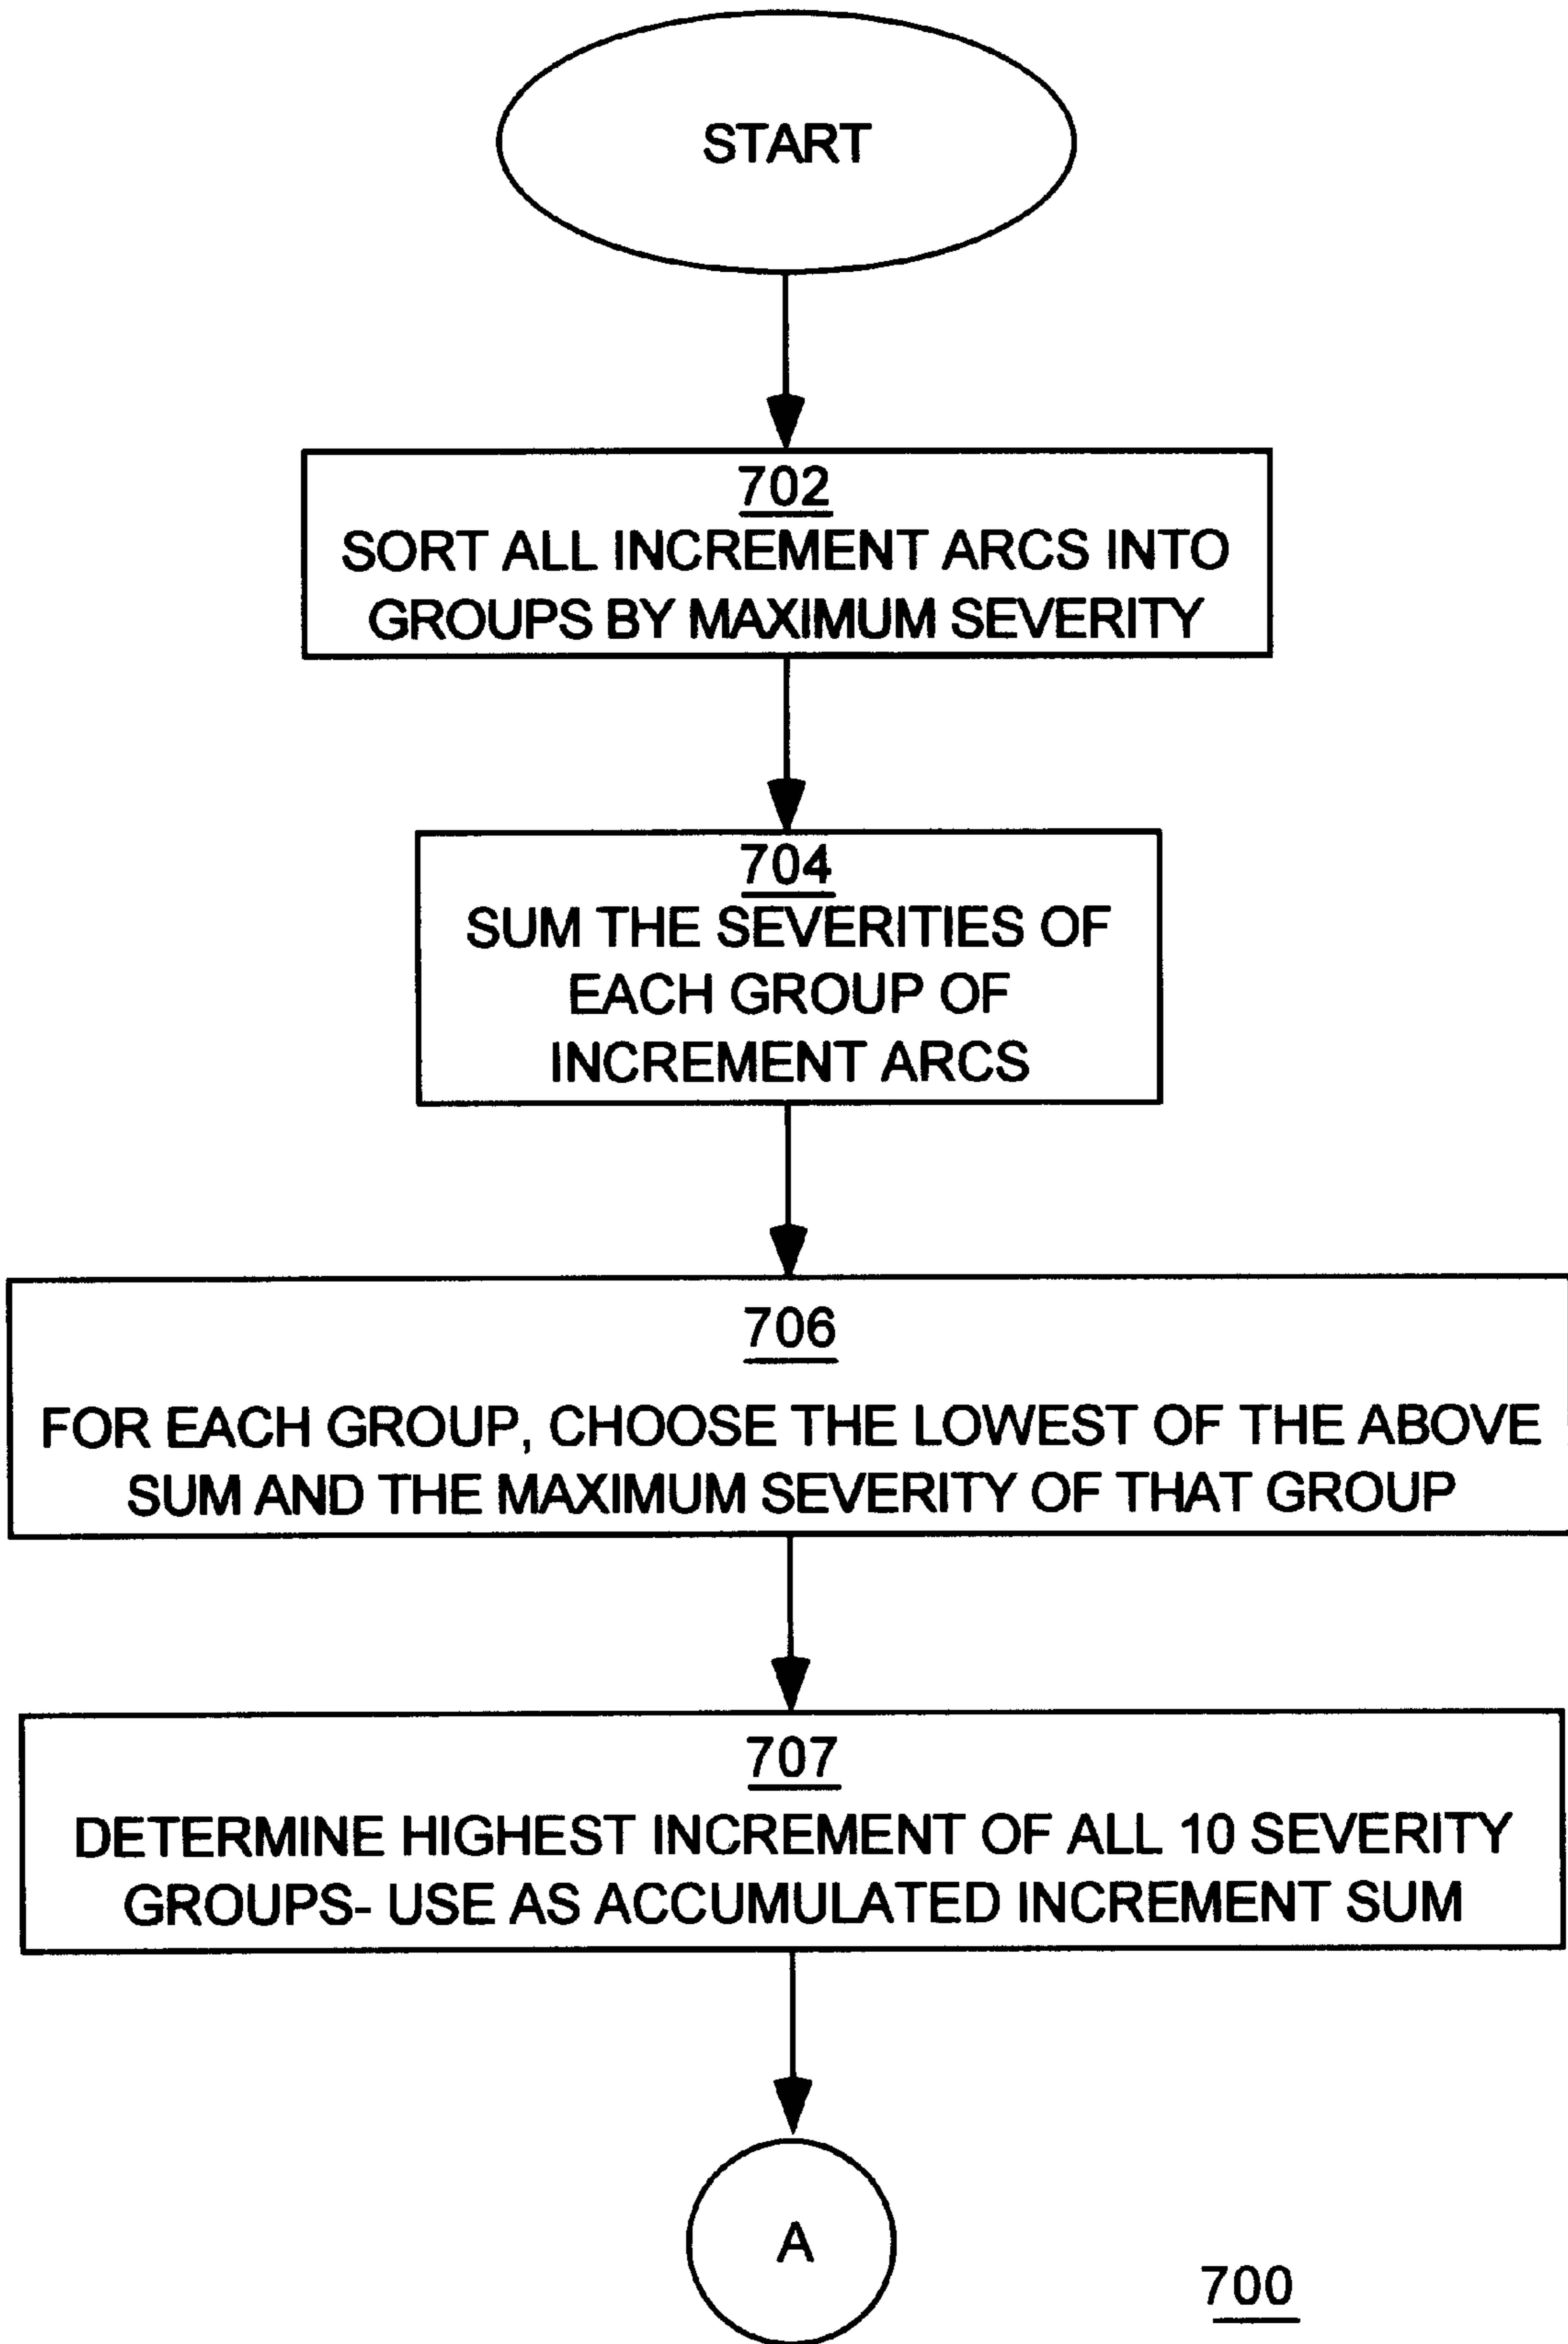 START
702
SORT ALL INCREMENT ARCS INTO
GROUPS BY MAXIMUM SEVERITY
704
SUM THE SEVERITIES OF
EACH GROUP OF
INCREMENT ARCS
706
FOR EACH GROUP, CHOOSE THE LOWEST OF THE ABOVE
SUM AND THE MAXIMUM SEVERITY OF THAT GROUP
707
DETERMINE HIGHEST INCREMENT OF ALL 10 SEVERITY
GROUPS- USE AS ACCUMULATED INCREMENT SUM
A
700